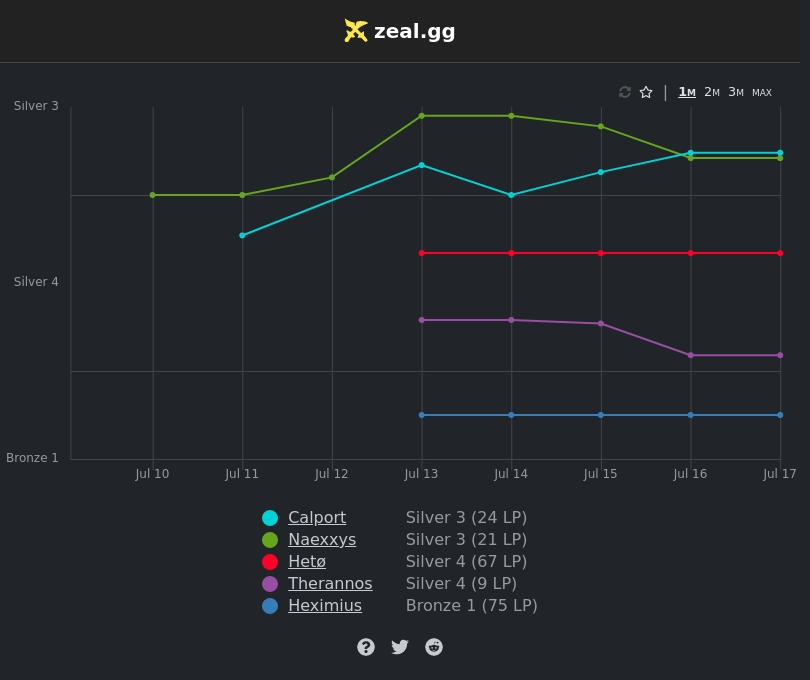 zeal.gg
1M 2M 3M MAX
Silver 3
Silver 4
Bronze 1
Jul 10 Jul 11 Jul 12 Jul 13 Jul 14 Jul 15 Jul 16 Jul 17
Calport Silver 3 (24 LP)
Naexxys Silver 3 (21 LP)
Hetø Silver 4 (67 LP)
Therannos Silver 4 (9 LP)
Heximius Bronze 1 (75 LP)